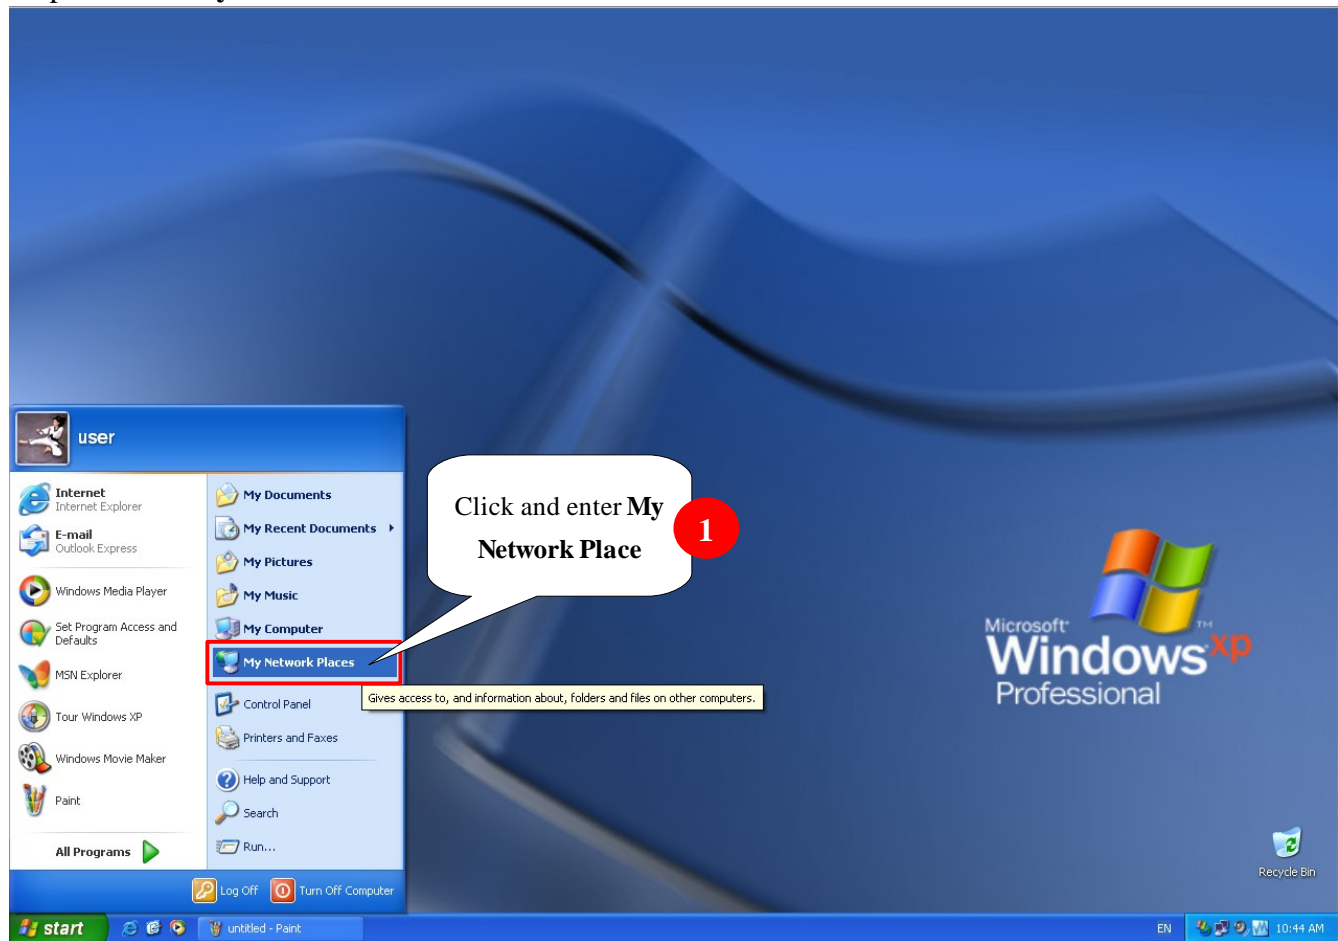 user
Internet
Internet Explorer
E-mail
Outlook Express
Windows Media Player
Set Program Access and
Defaults
MSN Explorer
Tour Windows XP
Windows Movie Maker
Paint
All Programs
My Documents
My Recent Documents
My Pictures
My Music
My Computer
My Network Places
Control Panel
Printers and Faxes
Help and Support
Search
Run...
Log Off
Turn Off Computer
Gives access to, and information about, folders and files on other computers.
Click and enter My
Network Place
1
Microsoft
Windows xp
TM
Professional
Recycle Bin
start
untitled - Paint
EN
10:44 AM